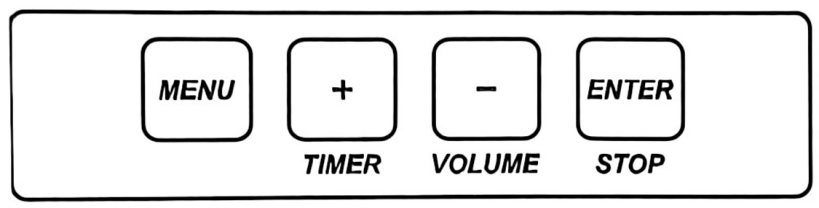 MENU + − ENTER
TIMER VOLUME STOP